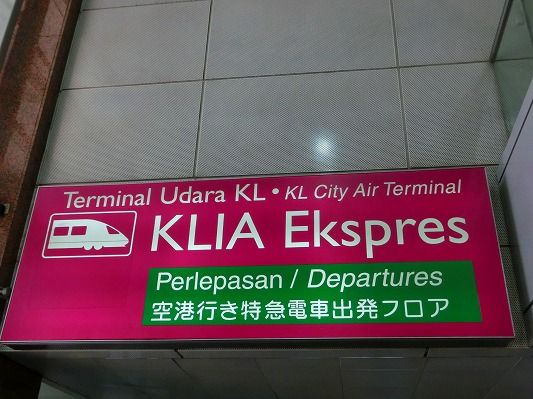 Terminal Udara KL • KL City Air Terminal
KLIA Ekspres
Perlepasan / Departures
空港行き特急電車出発フロア